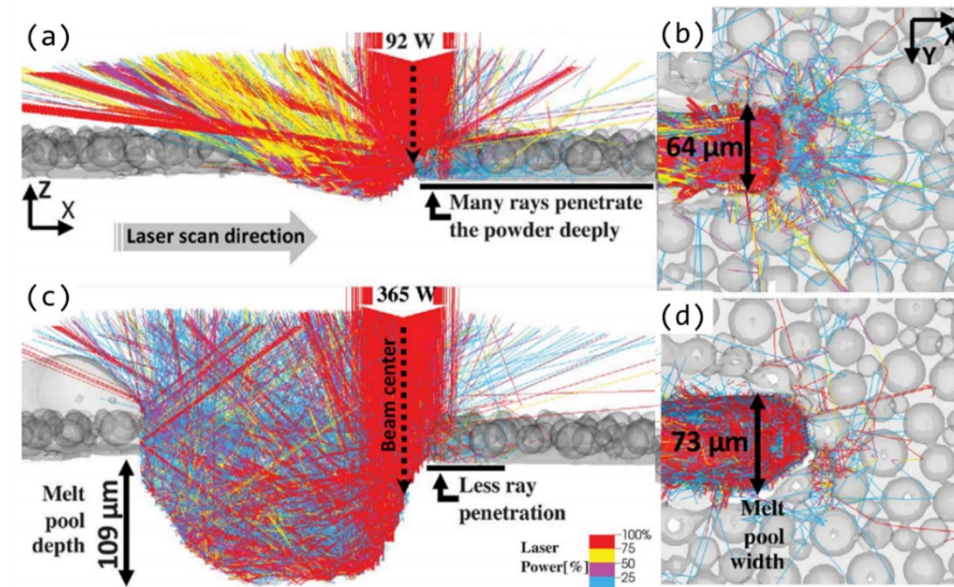 (a)
92 W
(b)
X
Y
64 μm
Z
X
Many rays penetrate
the powder deeply
Laser scan direction
(c)
365 W
(d)
Beam center
73 μm
Melt
pool
depth
109 μm
Less ray
penetration
Melt
pool
width
Laser
Power[%]
100%
75
50
25